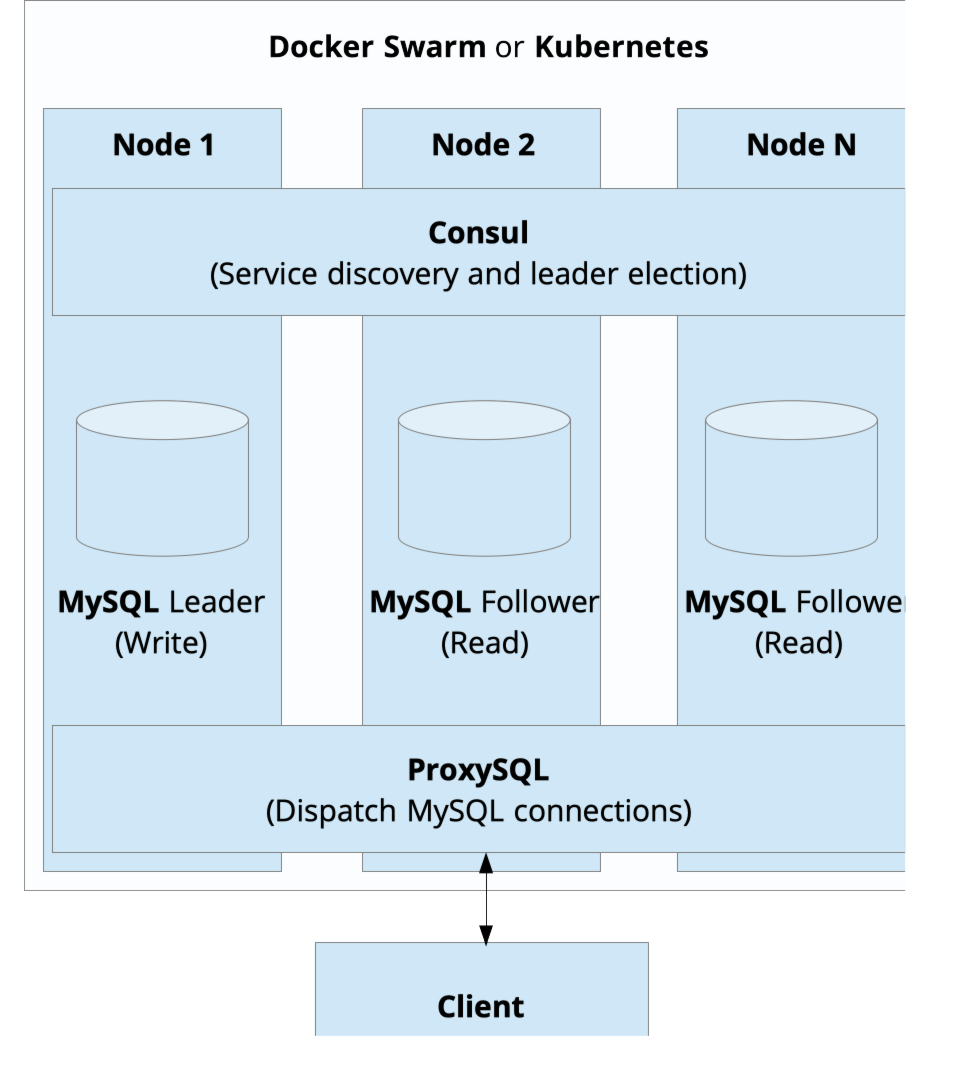 Docker Swarm or Kubernetes
Node 1
Node 2
Node N
Consul
(Service discovery and leader election)
MySQL Leader
(Write)
MySQL Follower
(Read)
MySQL Followe
(Read)
ProxySQL
(Dispatch MySQL connections)
Client